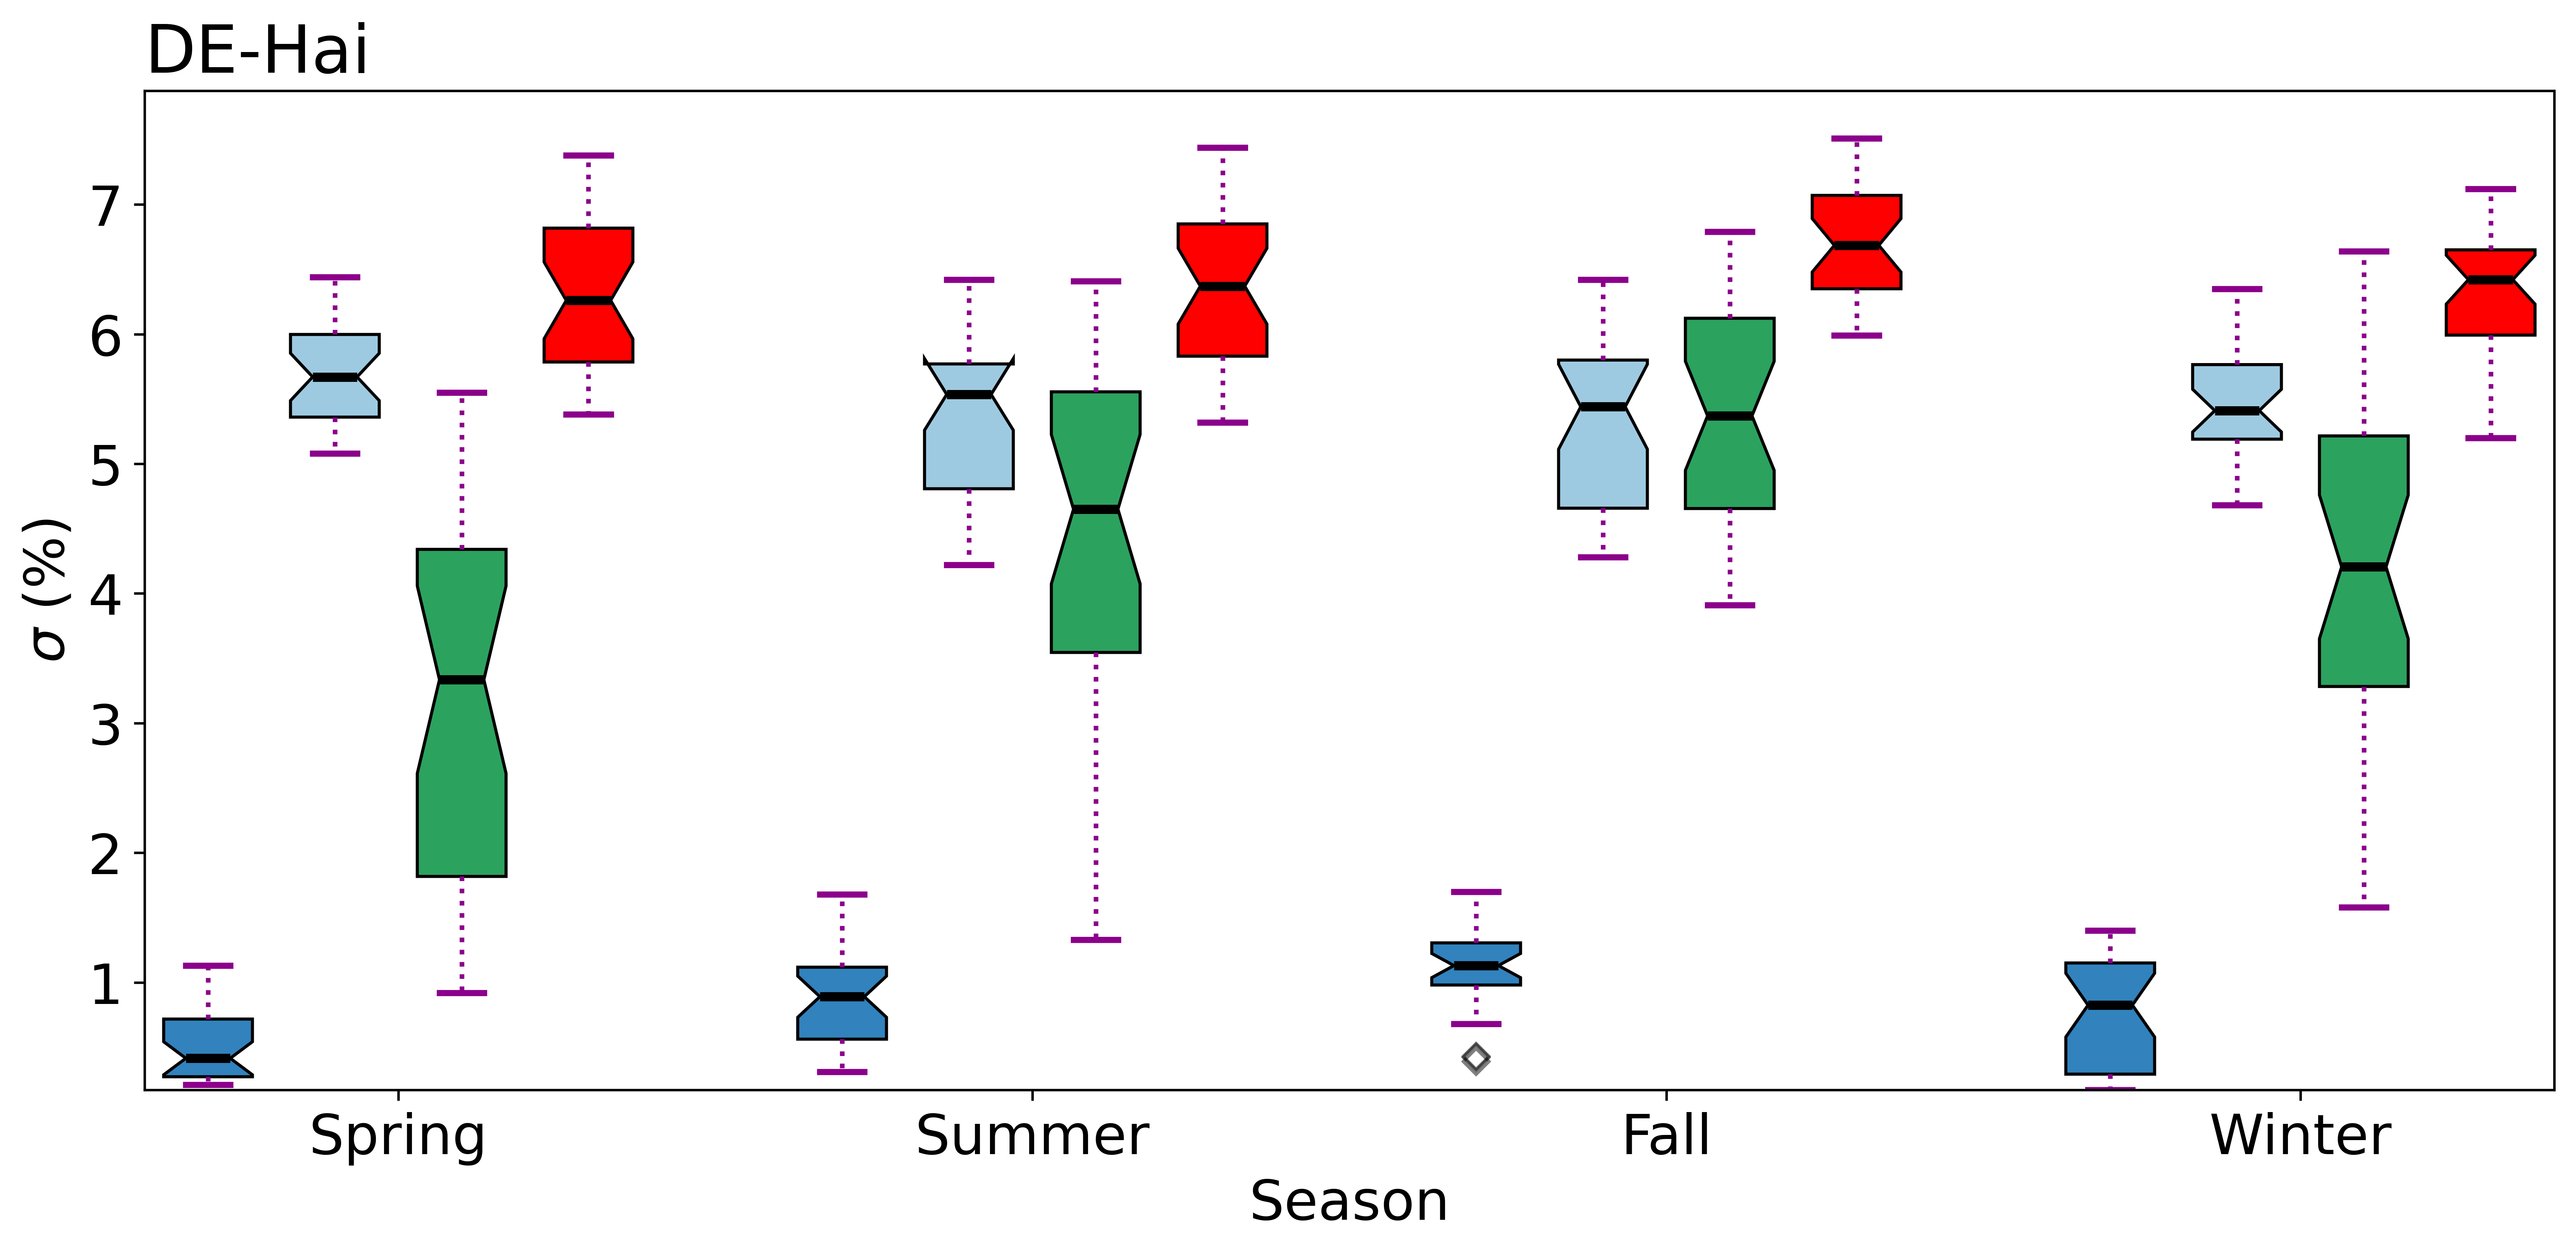 DE-Hai
σ (%)
7
6
5
4
3
2
1
Spring Summer Fall Winter
Season